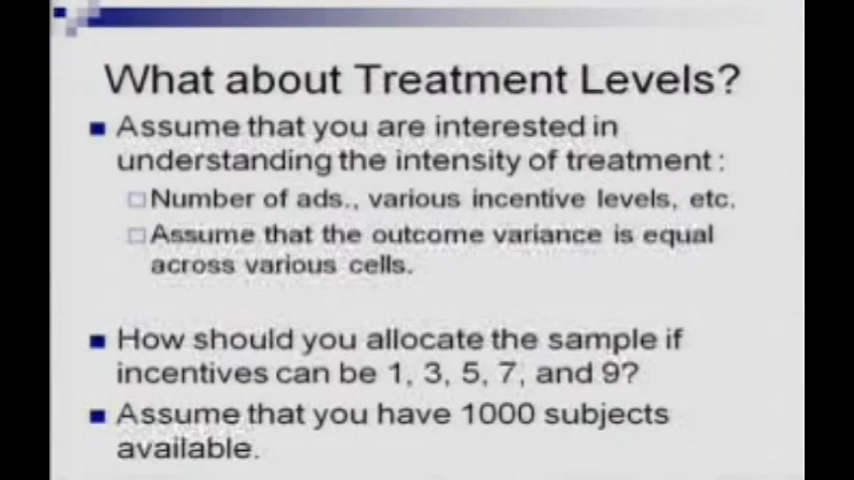 What about Treatment Levels?
Assume that you are interested in
understanding the intensity of treatment :
Number of ads., various incentive levels, etc.
Assume that the outcome variance is equal
across various cells.
How should you allocate the sample if
incentives can be 1, 3, 5, 7, and 9?
Assume that you have 1000 subjects
available.